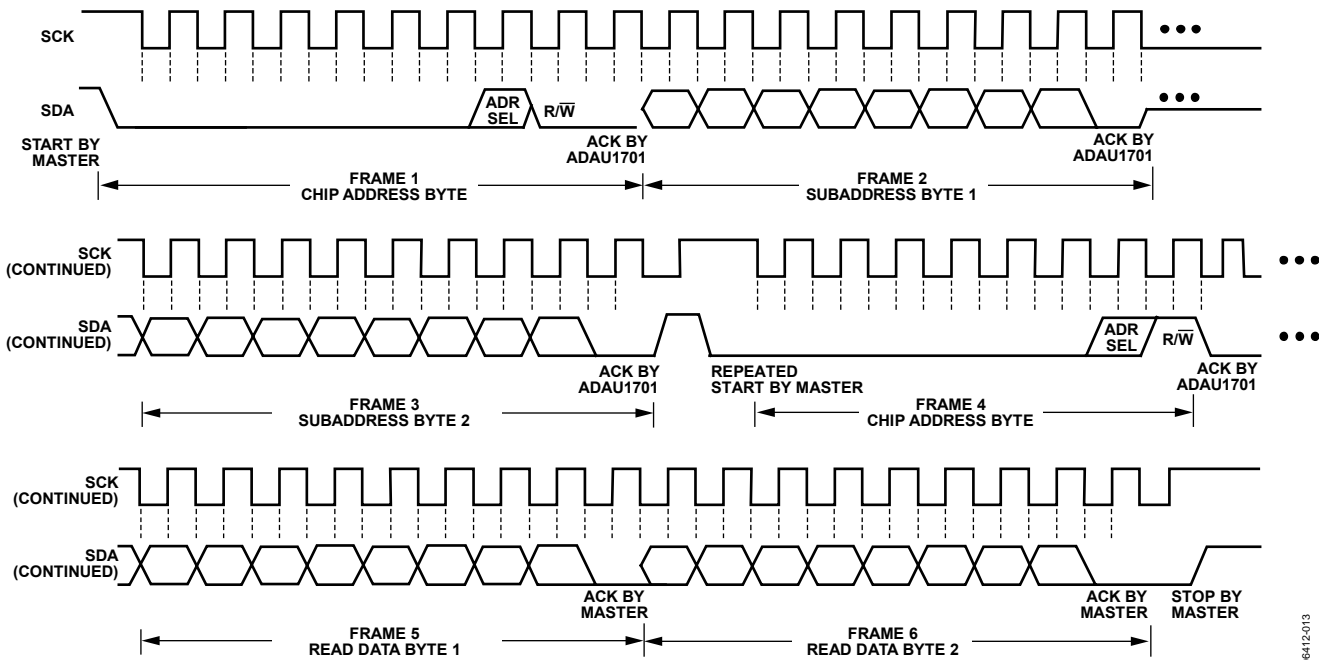 SCK
SDA
ADR
SEL
R/W̅
START BY
MASTER
ACK BY
ADAU1701
ACK BY
ADAU1701
FRAME 1
CHIP ADDRESS BYTE
FRAME 2
SUBADDRESS BYTE 1
SCK
(CONTINUED)
SDA
(CONTINUED)
ADR
SEL
R/W̅
ACK BY
ADAU1701
REPEATED
START BY MASTER
ACK BY
ADAU1701
FRAME 3
SUBADDRESS BYTE 2
FRAME 4
CHIP ADDRESS BYTE
SCK
(CONTINUED)
SDA
(CONTINUED)
ACK BY
MASTER
ACK BY
MASTER
STOP BY
MASTER
FRAME 5
READ DATA BYTE 1
FRAME 6
READ DATA BYTE 2
6412-013